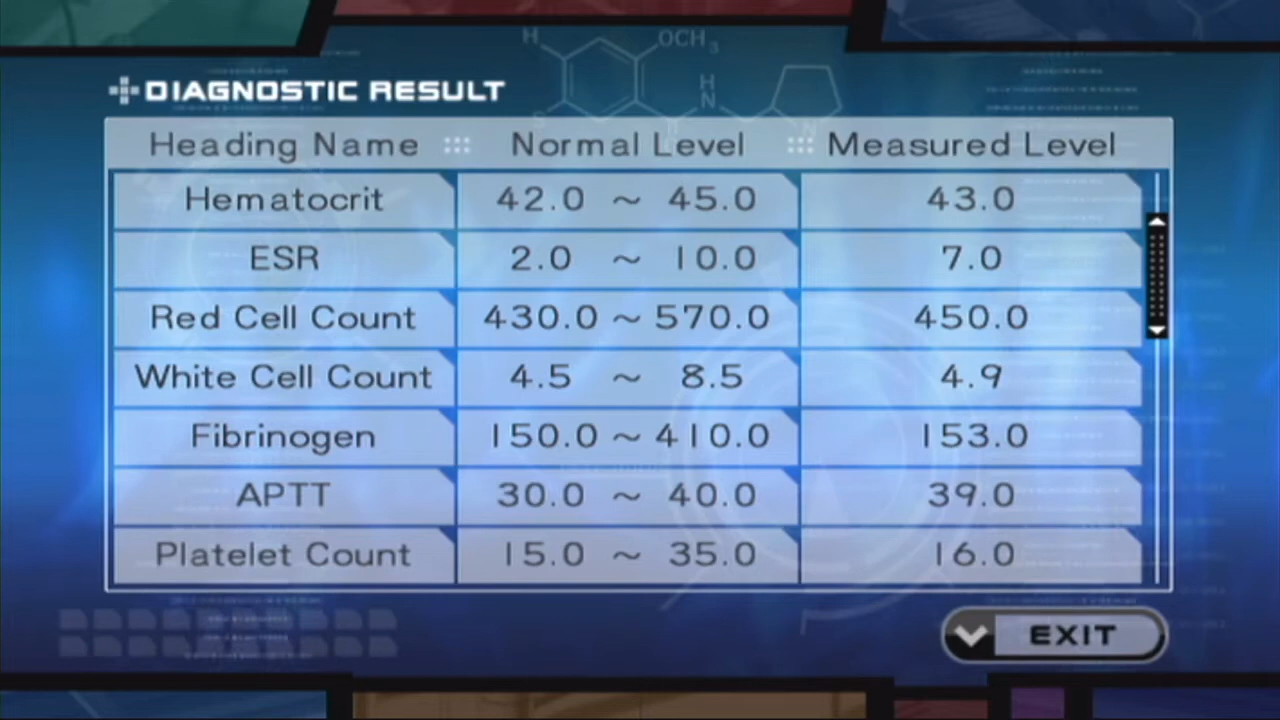 H
OCH3
H
N
DIAGNOSTIC RESULT
Heading Name Normal Level Measured Level
Hematocrit 42.0 ~ 45.0 43.0
ESR 2.0 ~ 10.0 7.0
Red Cell Count 430.0 ~ 570.0 450.0
White Cell Count 4.5 ~ 8.5 4.9
Fibrinogen 150.0 ~ 410.0 153.0
APTT 30.0 ~ 40.0 39.0
Platelet Count 15.0 ~ 35.0 16.0
EXIT